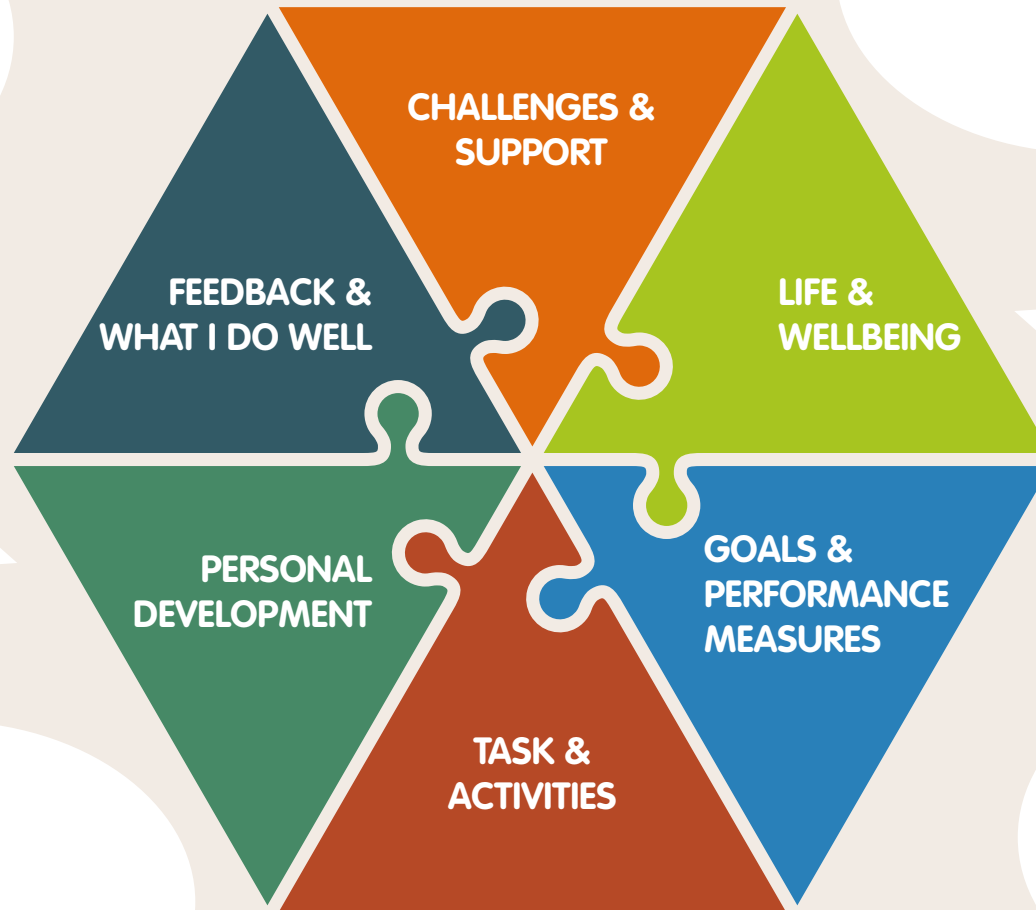 CHALLENGES &
SUPPORT
FEEDBACK &
WHAT I DO WELL
LIFE &
WELLBEING
PERSONAL
DEVELOPMENT
GOALS &
PERFORMANCE
MEASURES
TASK &
ACTIVITIES